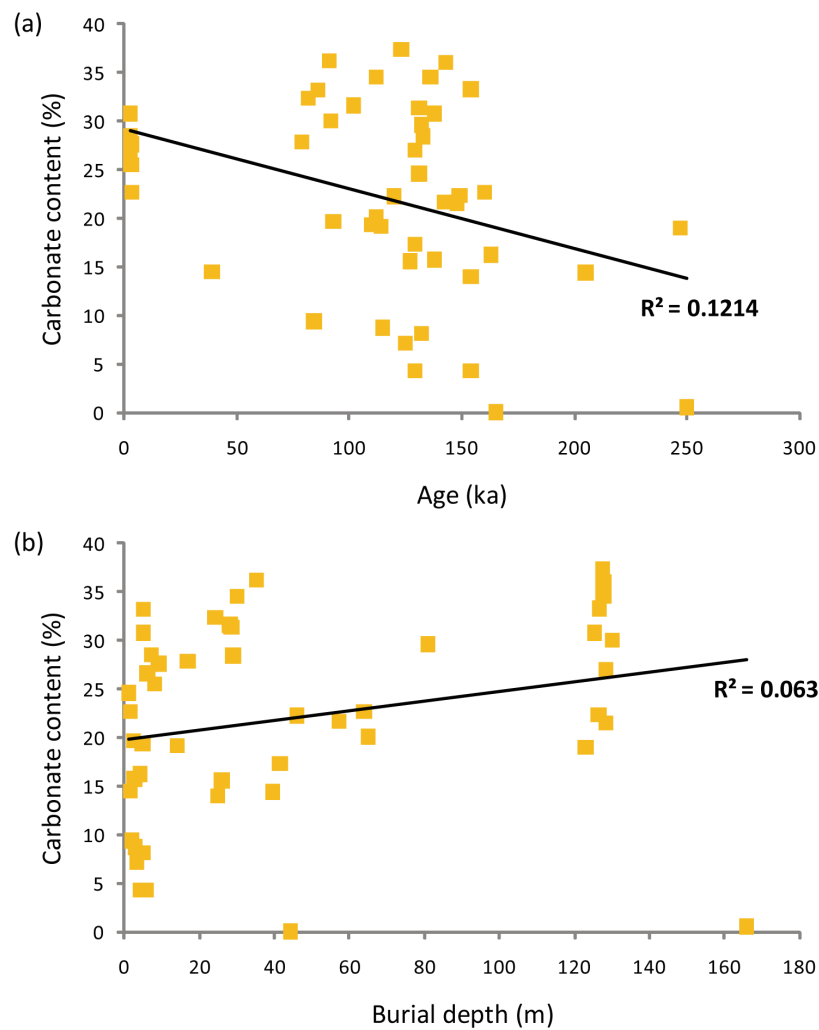 (a)
Carbonate content (%)
40
35
30
25
20
15
10
5
0
R² = 0.1214
0 50 100 150 200 250 300
Age (ka)
(b)
Carbonate content (%)
40
35
30
25
20
15
10
5
0
R² = 0.063
0 20 40 60 80 100 120 140 160 180
Burial depth (m)